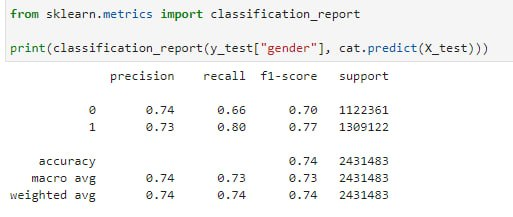 from sklearn.metrics import classification_report
print(classification_report(y_test["gender"], cat.predict(X_test)))
precision recall f1-score support
0 0.74 0.66 0.70 1122361
1 0.73 0.80 0.77 1309122
accuracy 0.74 2431483
macro avg 0.74 0.73 0.73 2431483
weighted avg 0.74 0.74 0.74 2431483